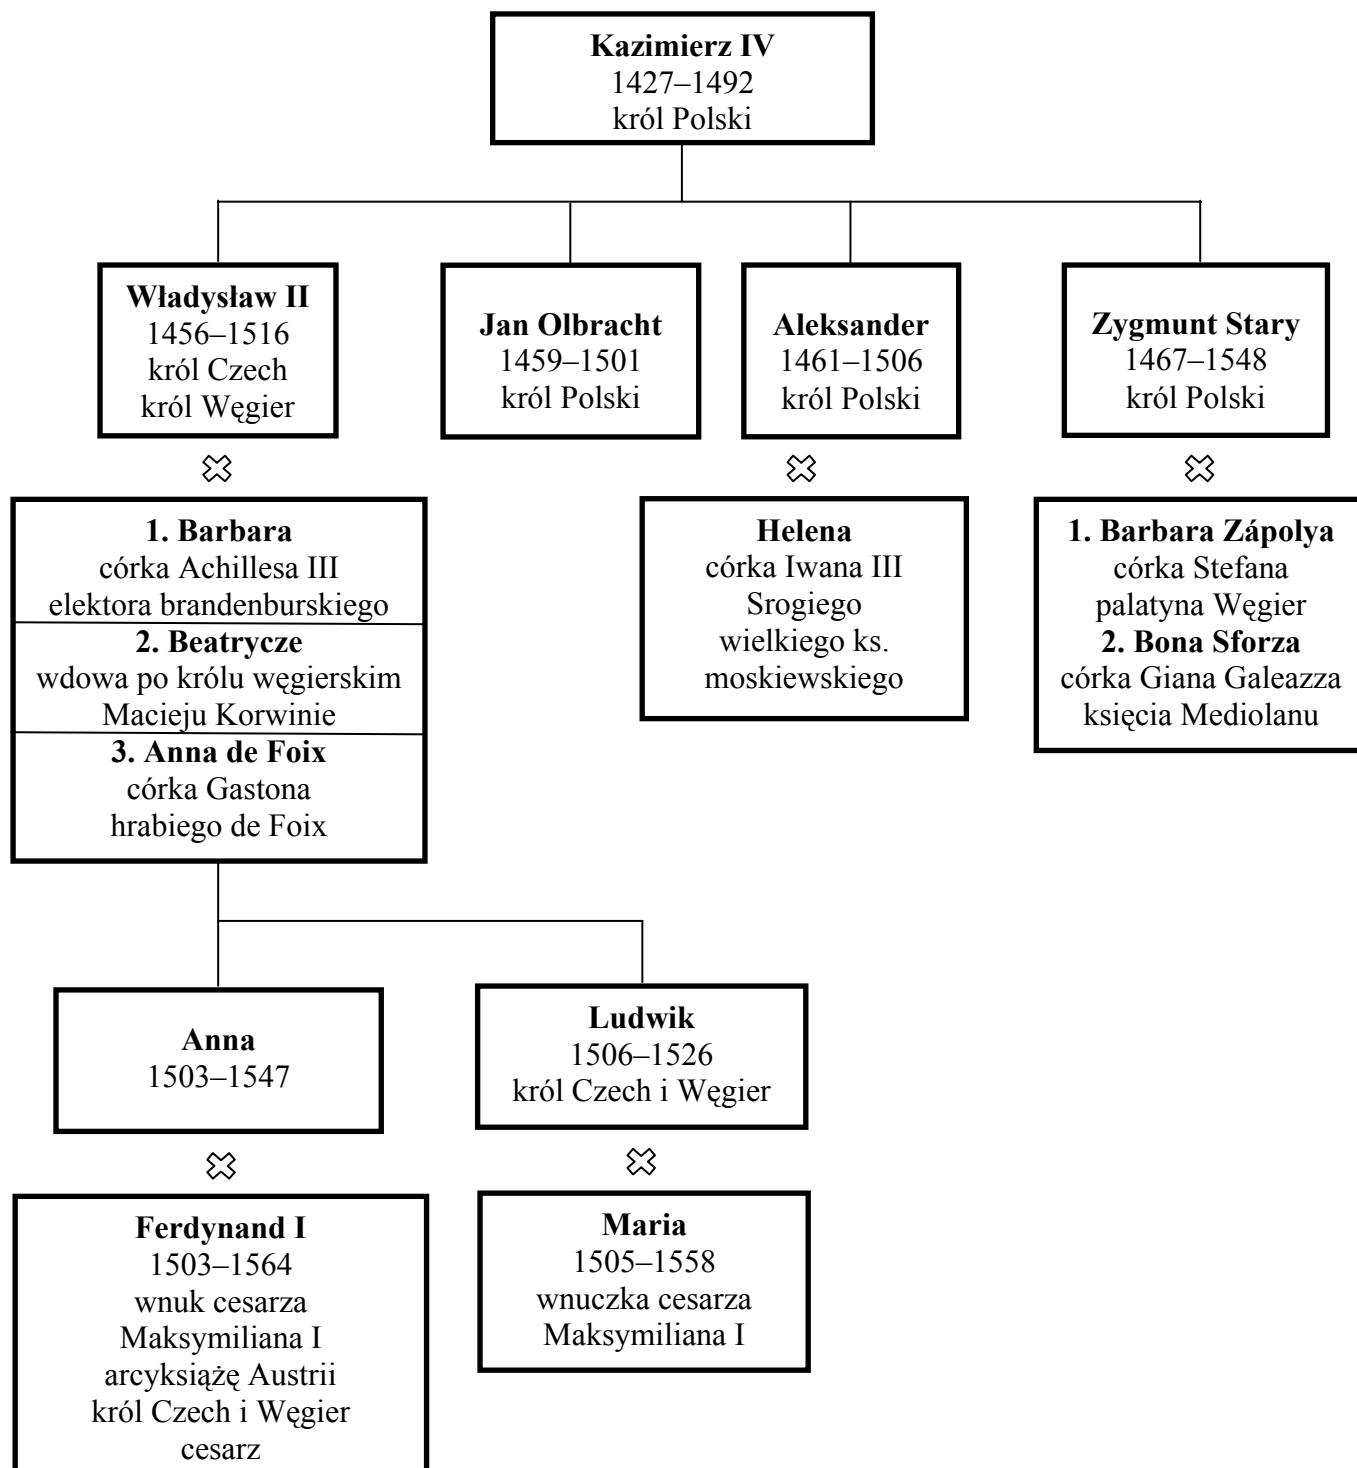 Kazimierz IV
1427–1492
król Polski
Władysław II
1456–1516
król Czech
król Węgier
Jan Olbracht
1459–1501
król Polski
Aleksander
1461–1506
król Polski
Zygmunt Stary
1467–1548
król Polski
1. Barbara
córka Achillesa III
elektora brandenburskiego
2. Beatrycze
wdowa po królu węgierskim
Macieju Korwinie
3. Anna de Foix
córka Gastona
hrabiego de Foix
Helena
córka Iwana III
Srogiego
wielkiego ks.
moskiewskiego
1. Barbara Zápolya
córka Stefana
palatyna Węgier
2. Bona Sforza
córka Giana Galeazza
księcia Mediolanu
Anna
1503–1547
Ludwik
1506–1526
król Czech i Węgier
Ferdynand I
1503–1564
wnuk cesarza
Maksymiliana I
arcyksiążę Austrii
król Czech i Węgier
cesarz
Maria
1505–1558
wnuczka cesarza
Maksymiliana I